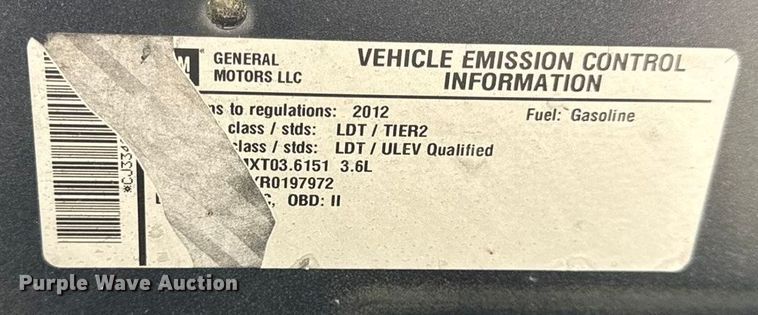 GENERAL
MOTORS LLC
VEHICLE EMISSION CONTROL
INFORMATION
ns to regulations: 2012
Fuel: Gasoline
class / stds: LDT / TIER2
class / stds: LDT / ULEV Qualified
XT03.6151 3.6L
R0197972
OBD: II
Purple Wave Auction